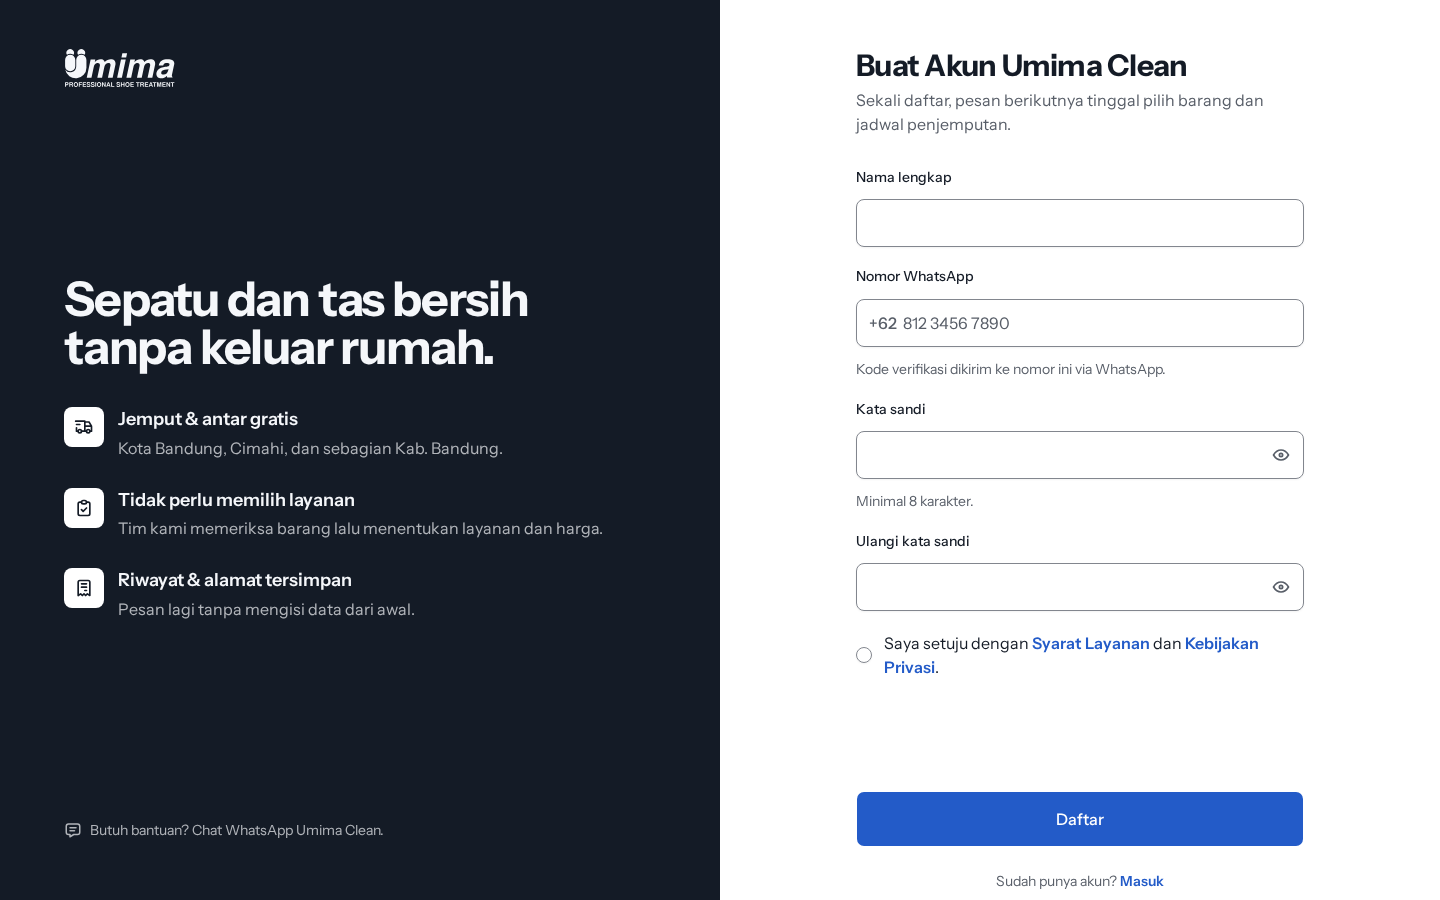 Ümima
PROFESSIONAL SHOE TREATMENT
Sepatu dan tas bersih
tanpa keluar rumah.
Jemput & antar gratis
Kota Bandung, Cimahi, dan sebagian Kab. Bandung.
Tidak perlu memilih layanan
Tim kami memeriksa barang lalu menentukan layanan dan harga.
Riwayat & alamat tersimpan
Pesan lagi tanpa mengisi data dari awal.
Butuh bantuan? Chat WhatsApp Umima Clean.
Buat Akun Umima Clean
Sekali daftar, pesan berikutnya tinggal pilih barang dan
jadwal penjemputan.
Nama lengkap
Nomor WhatsApp
+62 812 3456 7890
Kode verifikasi dikirim ke nomor ini via WhatsApp.
Kata sandi
Minimal 8 karakter.
Ulangi kata sandi
Saya setuju dengan Syarat Layanan dan Kebijakan
Privasi.
Daftar
Sudah punya akun? Masuk